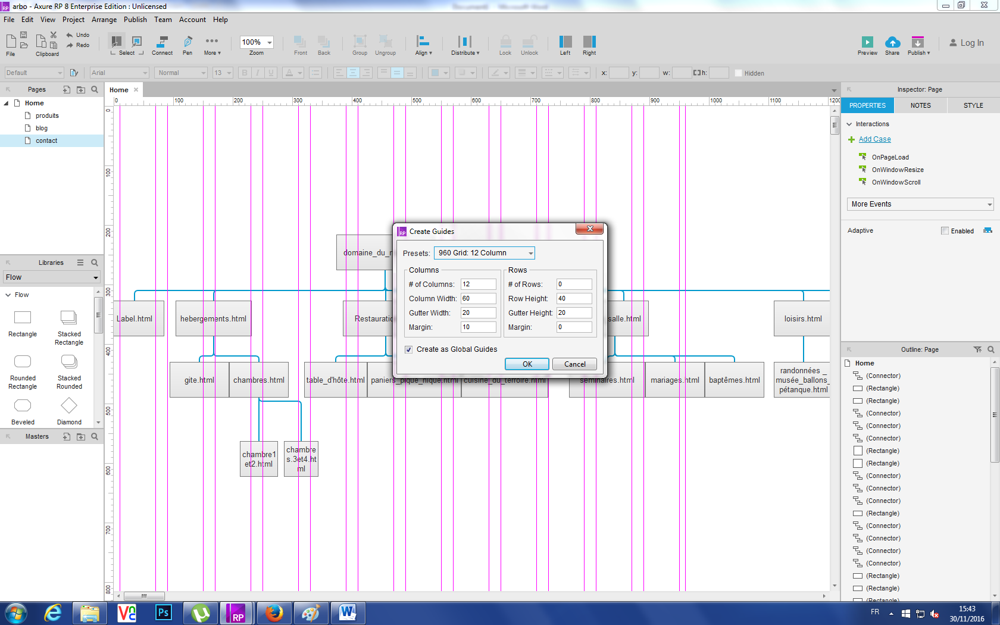 arbo - Axure RP 8 Enterprise Edition : Unlicensed
File Edit View Project Arrange Publish Team Account Help
Undo
Redo
File Clipboard Select Connect Pen More 100% Zoom Front Back Group Ungroup Align Distribute Lock Unlock Left Right Preview Share Publish Log In
Default Arial Normal 13 B I U A x: y: w: h: Hidden
Pages
Home
produits
blog
contact
Libraries
Flow
Flow
Rectangle
Stacked
Rectangle
Rounded
Rectangle
Stacked
Rounded
Beveled
Diamond
Masters
Home
0 100 200 300 400 500 600 700 800 900 1000 1100 1200
0
100
200
300
400
500
600
700
800
domaine_du_
Label.html
hebergements.html
Restauratio
salle.html
loisirs.html
gite.html
chambres.html
table_d'hôte.html
paniers_pique_nique.html
cuisine_du_terroire.html
séminaires.html
mariages.html
baptêmes.html
randonnées _
musée_ballons_
pétanque.html
chambre1
et2.html
chambre
s.3et4.ht
ml
RP
Create Guides
Presets: 960 Grid: 12 Column
Columns
# of Columns: 12
Column Width: 60
Gutter Width: 20
Margin: 10
Rows
# of Rows: 0
Row Height: 40
Gutter Height: 20
Margin: 0
Create as Global Guides
OK Cancel
Inspector: Page
PROPERTIES NOTES STYLE
Interactions
Add Case
OnPageLoad
OnWindowResize
OnWindowScroll
More Events
Adaptive Enabled
Outline: Page
Home
(Connector)
(Rectangle)
(Rectangle)
(Connector)
(Connector)
(Connector)
(Rectangle)
(Rectangle)
(Connector)
(Connector)
(Connector)
(Rectangle)
(Connector)
(Connector)
(Connector)
(Connector)
(Rectangle)
(Rectangle)
(Rectangle)
Ps
RP
FR
15:43
30/11/2016